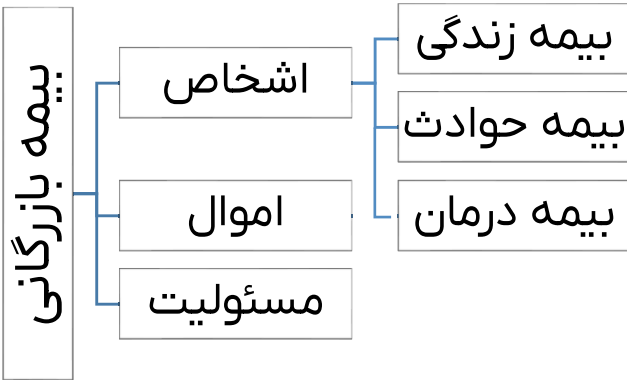 بیمه بازرگانی
اشخاص
بیمه زندگی
بیمه حوادث
بیمه درمان
اموال
مسئولیت